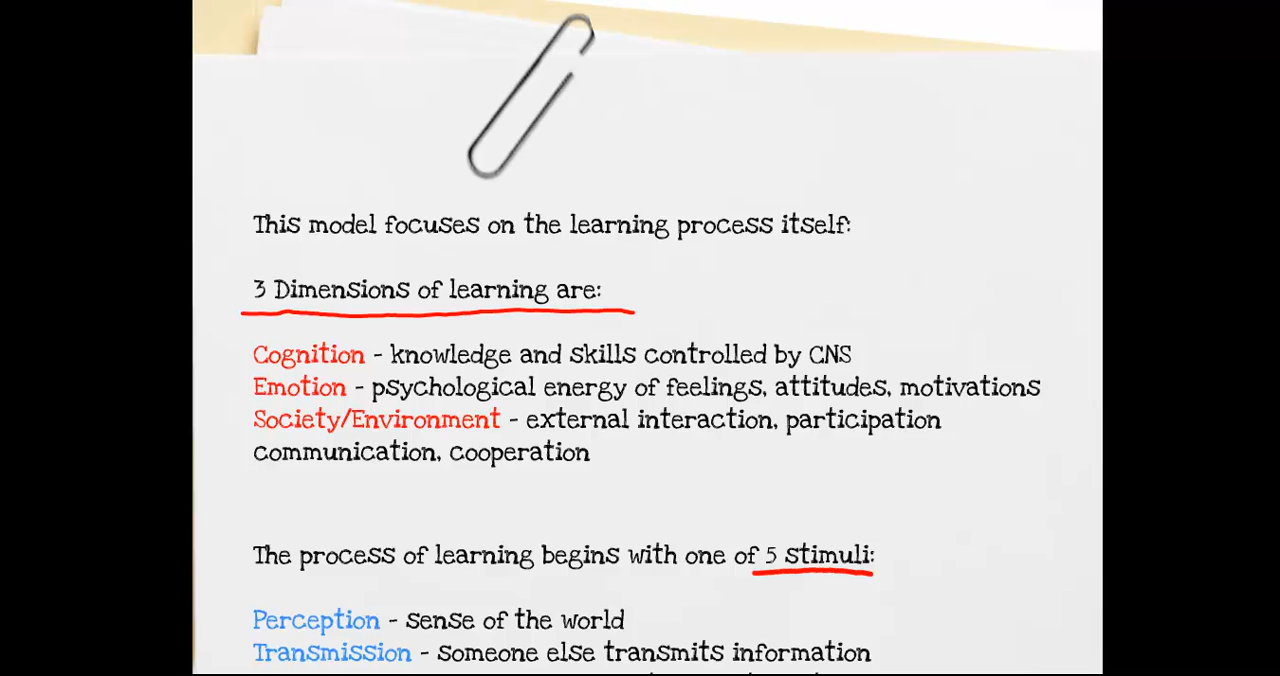 This model focuses on the learning process itself:
3 Dimensions of learning are:
Cognition - knowledge and skills controlled by CNS
Emotion - psychological energy of feelings, attitudes, motivations
Society/Environment - external interaction, participation
communication, cooperation
The process of learning begins with one of 5 stimuli:
Perception - sense of the world
Transmission - someone else transmits information